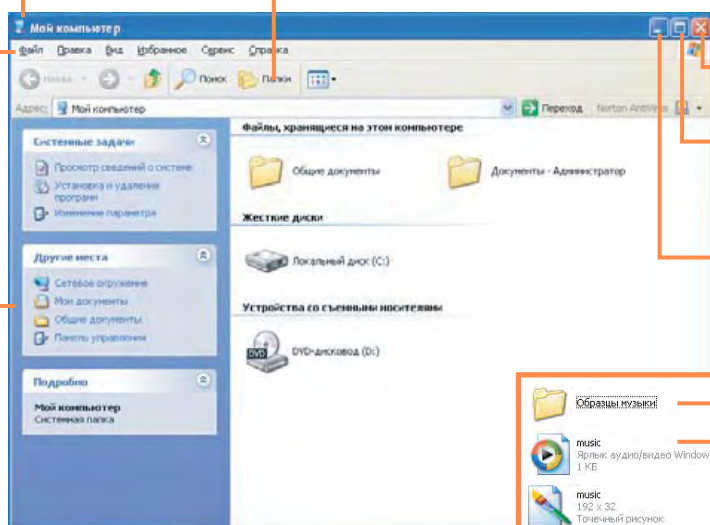 Мой компьютер
Файл Правка Вид Избранное Сервис Справка
Назад Поиск Папки
Адрес: Мой компьютер Переход Norton AntiVirus
Системные задачи
Просмотр сведений о системе
Установка и удаление
программ
Изменение параметра
Другие места
Сетевое окружение
Мои документы
Общие документы
Панель управления
Подробно
Мой компьютер
Системная папка
Файлы, хранящиеся на этом компьютере
Общие документы Документы - Администратор
Жесткие диски
Локальный диск (C:)
Устройства со съемными носителями
DVD
DVD-дисковод (D:)
Образцы музыки
music
Ярлык аудио/видео Window
1 КБ
music
192 x 32
Точечный рисунок